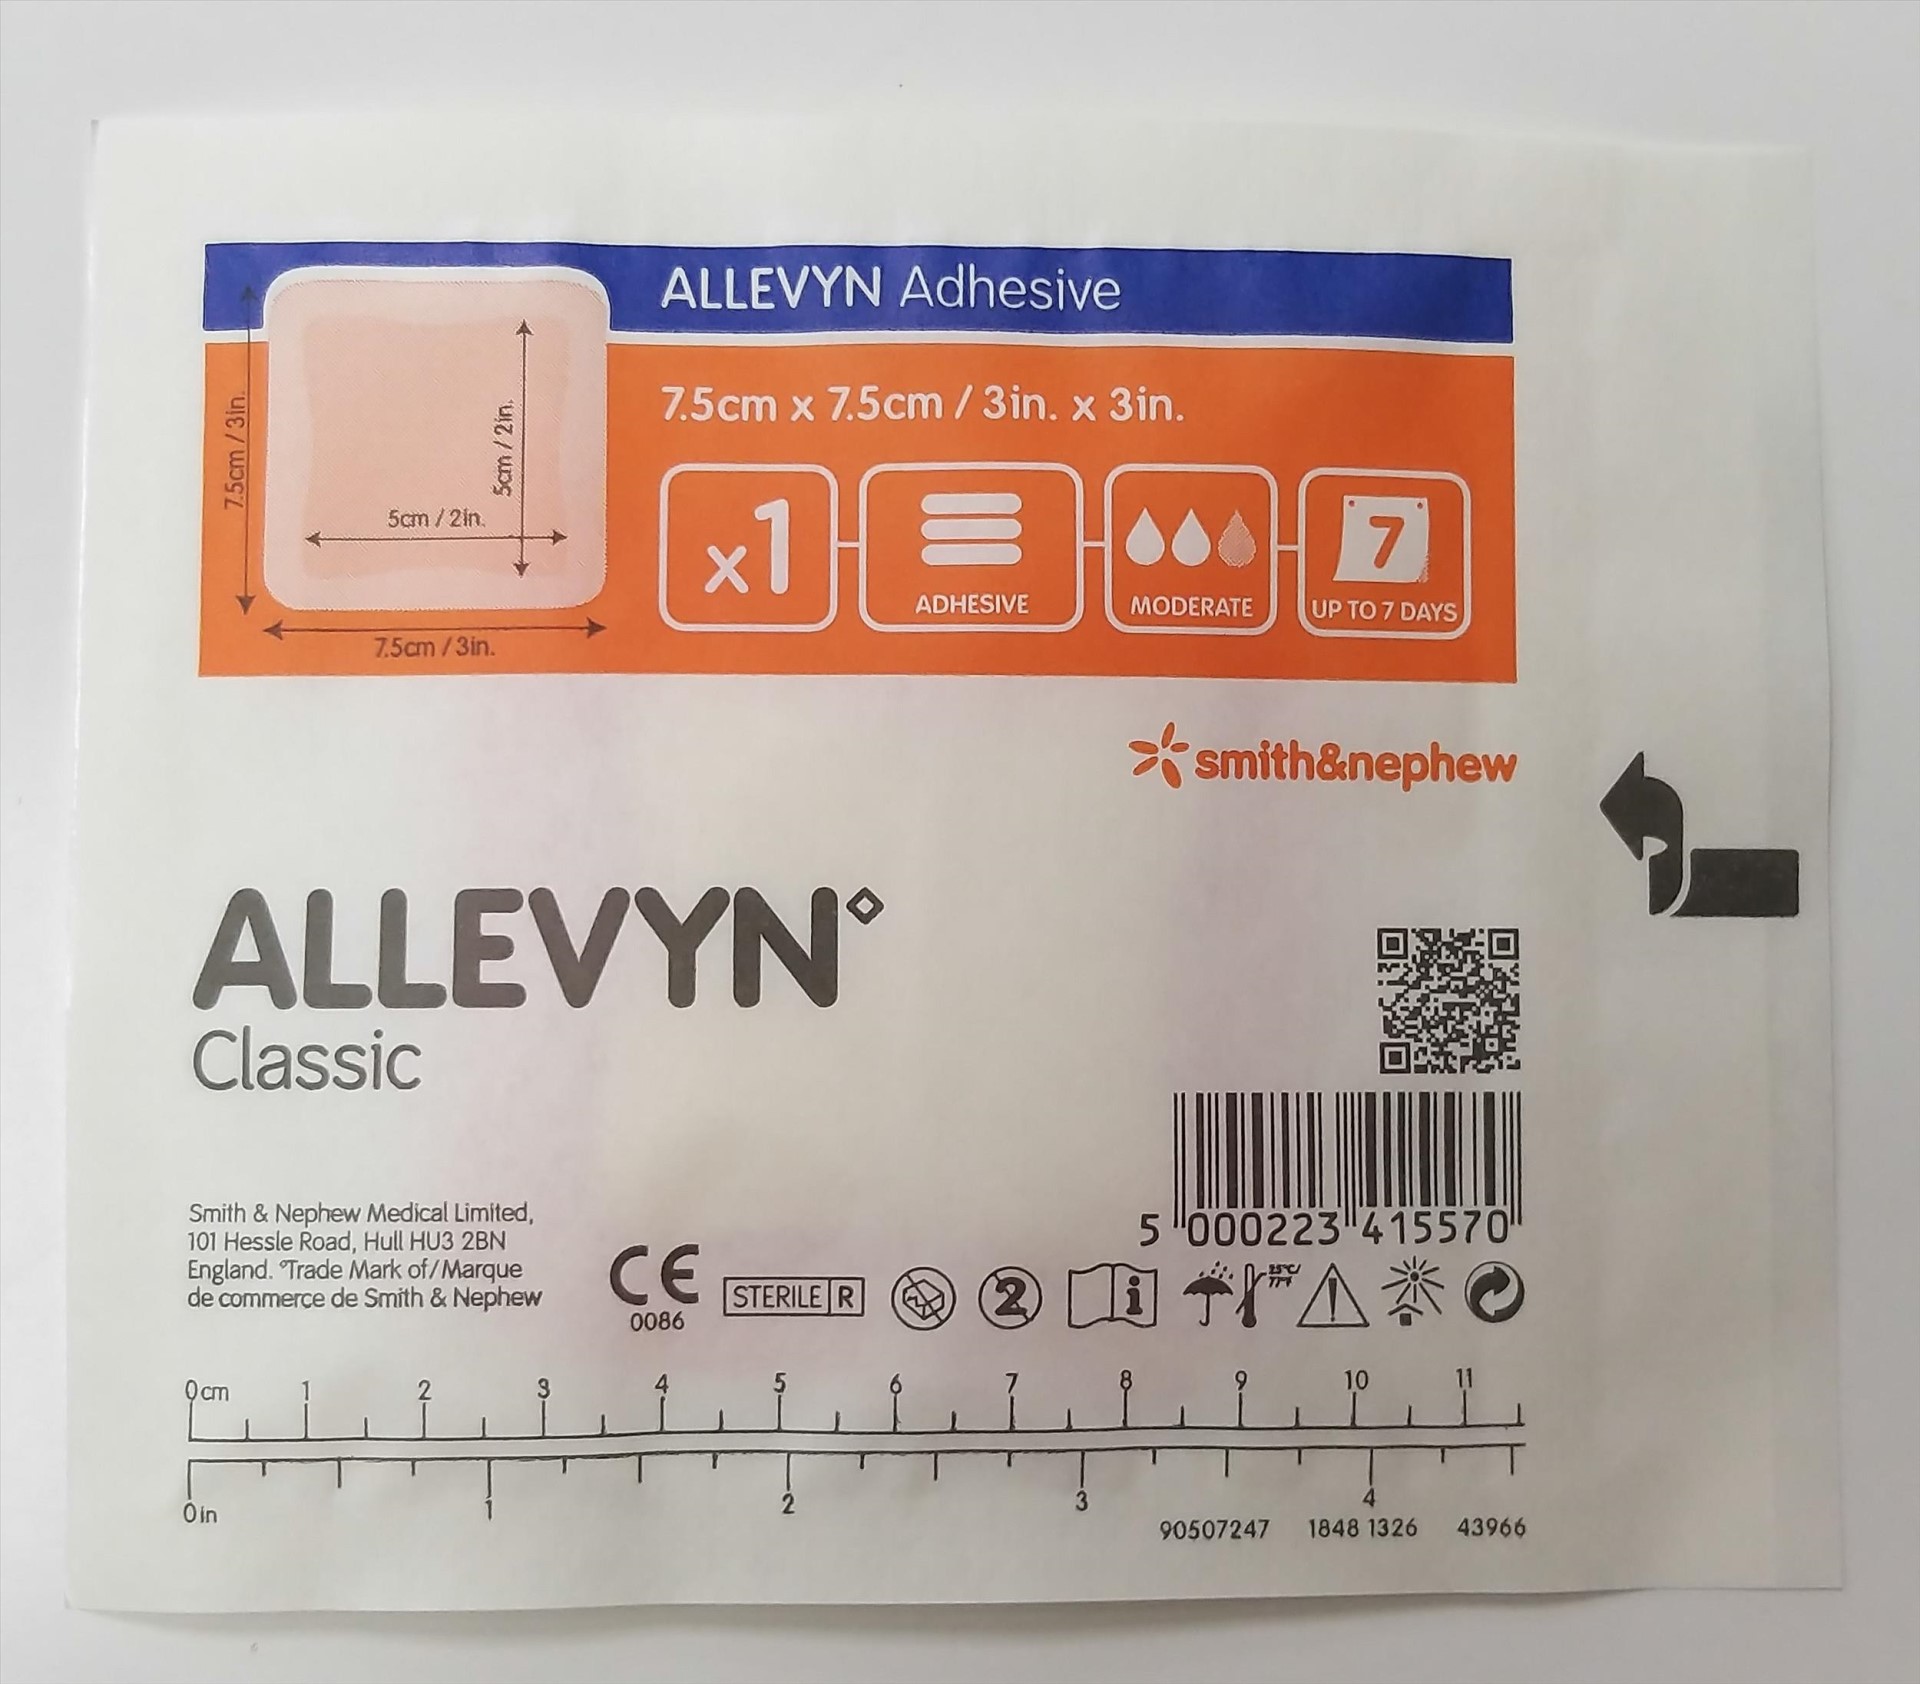 ALLEVYN Adhesive
7.5cm x 7.5cm / 3in. x 3in.
7.5cm / 3in.
5cm / 2in.
5cm / 2in.
7.5cm / 3in.
x1
ADHESIVE
MODERATE
7
UP TO 7 DAYS
smith&nephew
ALLEVYN◊
Classic
5 000223 415570
Smith & Nephew Medical Limited,
101 Hessle Road, Hull HU3 2BN
England. ◊Trade Mark of/Marque
de commerce de Smith & Nephew
CE
0086
STERILE R
2
i
25°C/
77°F
0cm 1 2 3 4 5 6 7 8 9 10 11
0in 1 2 3 4
90507247 1848 1326 43966